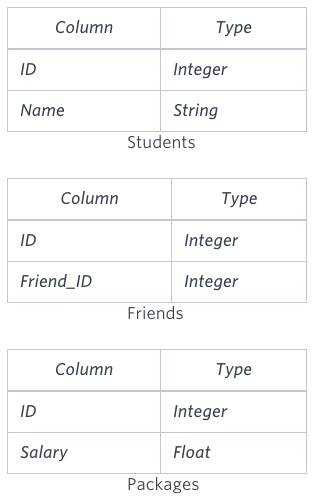 Column Type
ID Integer
Name String
Students
Column Type
ID Integer
Friend_ID Integer
Friends
Column Type
ID Integer
Salary Float
Packages